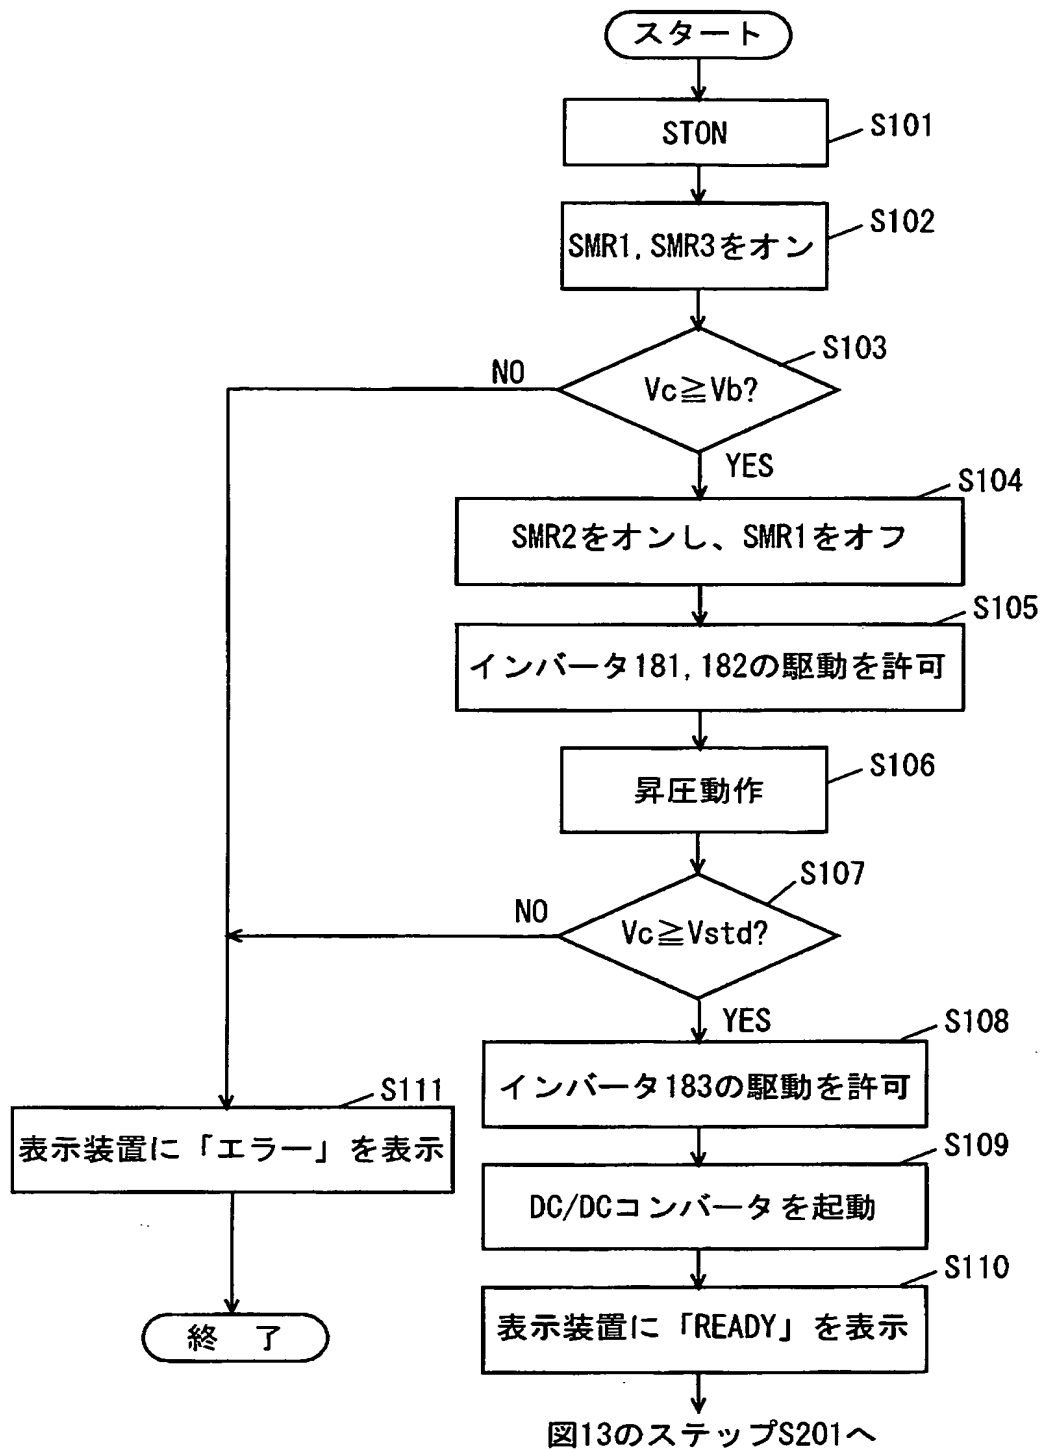 スタート
STON
S101
SMR1,SMR3をオン
S102
Vc≧Vb?
S103
NO
YES
SMR2をオンし、SMR1をオフ
S104
インバータ181,182の駆動を許可
S105
昇圧動作
S106
Vc≧Vstd?
S107
NO
YES
インバータ183の駆動を許可
S108
DC/DCコンバータを起動
S109
表示装置に「READY」を表示
S110
図13のステップS201へ
表示装置に「エラー」を表示
S111
終 了